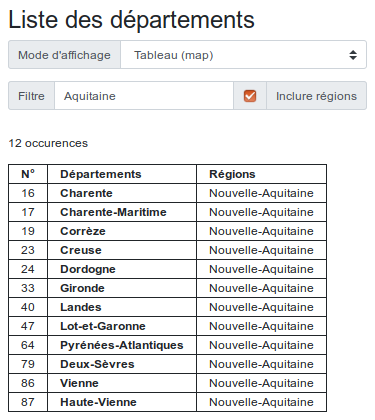 Liste des départements
Mode d'affichage Tableau (map)
Filtre Aquitaine Inclure régions
12 occurences
N° Départements Régions
16 Charente Nouvelle-Aquitaine
17 Charente-Maritime Nouvelle-Aquitaine
19 Corrèze Nouvelle-Aquitaine
23 Creuse Nouvelle-Aquitaine
24 Dordogne Nouvelle-Aquitaine
33 Gironde Nouvelle-Aquitaine
40 Landes Nouvelle-Aquitaine
47 Lot-et-Garonne Nouvelle-Aquitaine
64 Pyrénées-Atlantiques Nouvelle-Aquitaine
79 Deux-Sèvres Nouvelle-Aquitaine
86 Vienne Nouvelle-Aquitaine
87 Haute-Vienne Nouvelle-Aquitaine